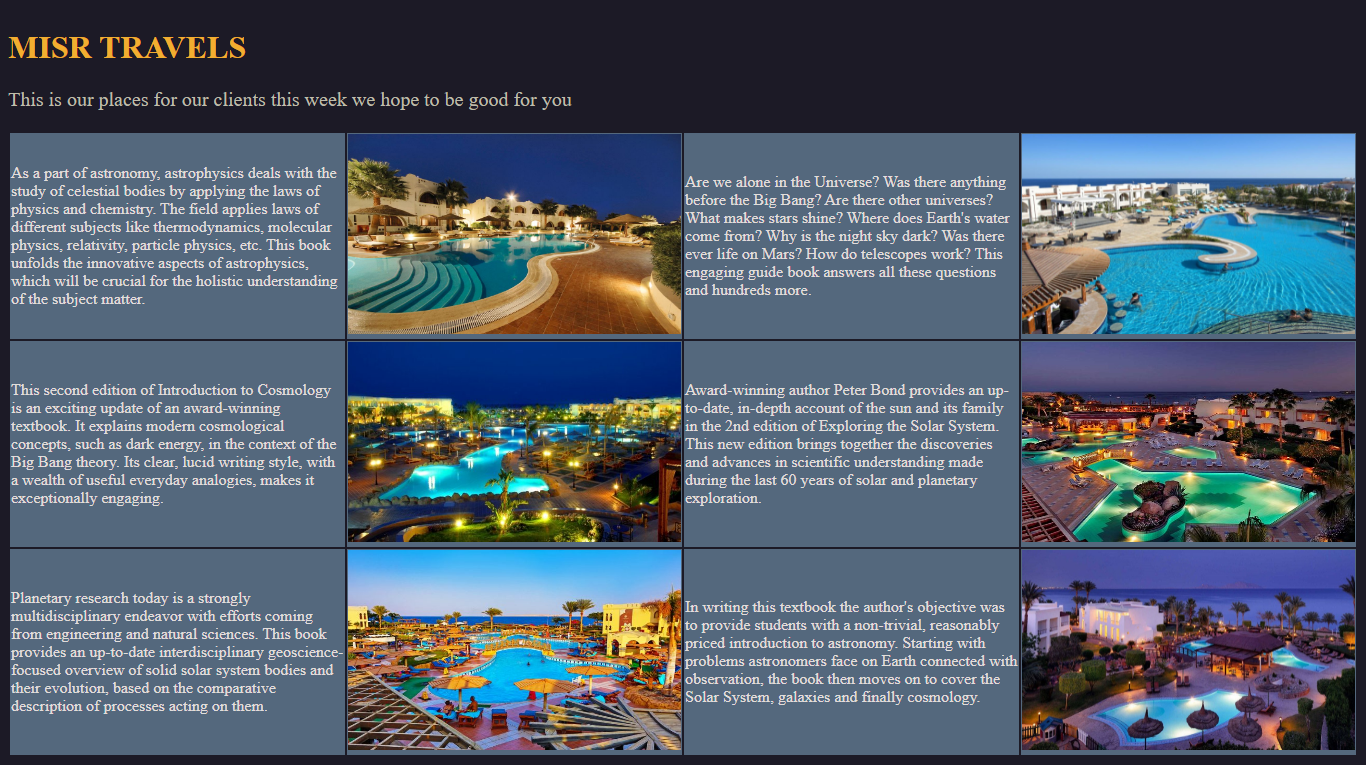 MISR TRAVELS
This is our places for our clients this week we hope to be good for you
As a part of astronomy, astrophysics deals with the
study of celestial bodies by applying the laws of
physics and chemistry. The field applies laws of
different subjects like thermodynamics, molecular
physics, relativity, particle physics, etc. This book
unfolds the innovative aspects of astrophysics,
which will be crucial for the holistic understanding
of the subject matter.
Are we alone in the Universe? Was there anything
before the Big Bang? Are there other universes?
What makes stars shine? Where does Earth's water
come from? Why is the night sky dark? Was there
ever life on Mars? How do telescopes work? This
engaging guide book answers all these questions
and hundreds more.
This second edition of Introduction to Cosmology
is an exciting update of an award-winning
textbook. It explains modern cosmological
concepts, such as dark energy, in the context of the
Big Bang theory. Its clear, lucid writing style, with
a wealth of useful everyday analogies, makes it
exceptionally engaging.
Award-winning author Peter Bond provides an up-
to-date, in-depth account of the sun and its family
in the 2nd edition of Exploring the Solar System.
This new edition brings together the discoveries
and advances in scientific understanding made
during the last 60 years of solar and planetary
exploration.
Planetary research today is a strongly
multidisciplinary endeavor with efforts coming
from engineering and natural sciences. This book
provides an up-to-date interdisciplinary geoscience-
focused overview of solid solar system bodies and
their evolution, based on the comparative
description of processes acting on them.
In writing this textbook the author's objective was
to provide students with a non-trivial, reasonably
priced introduction to astronomy. Starting with
problems astronomers face on Earth connected with
observation, the book then moves on to cover the
Solar System, galaxies and finally cosmology.